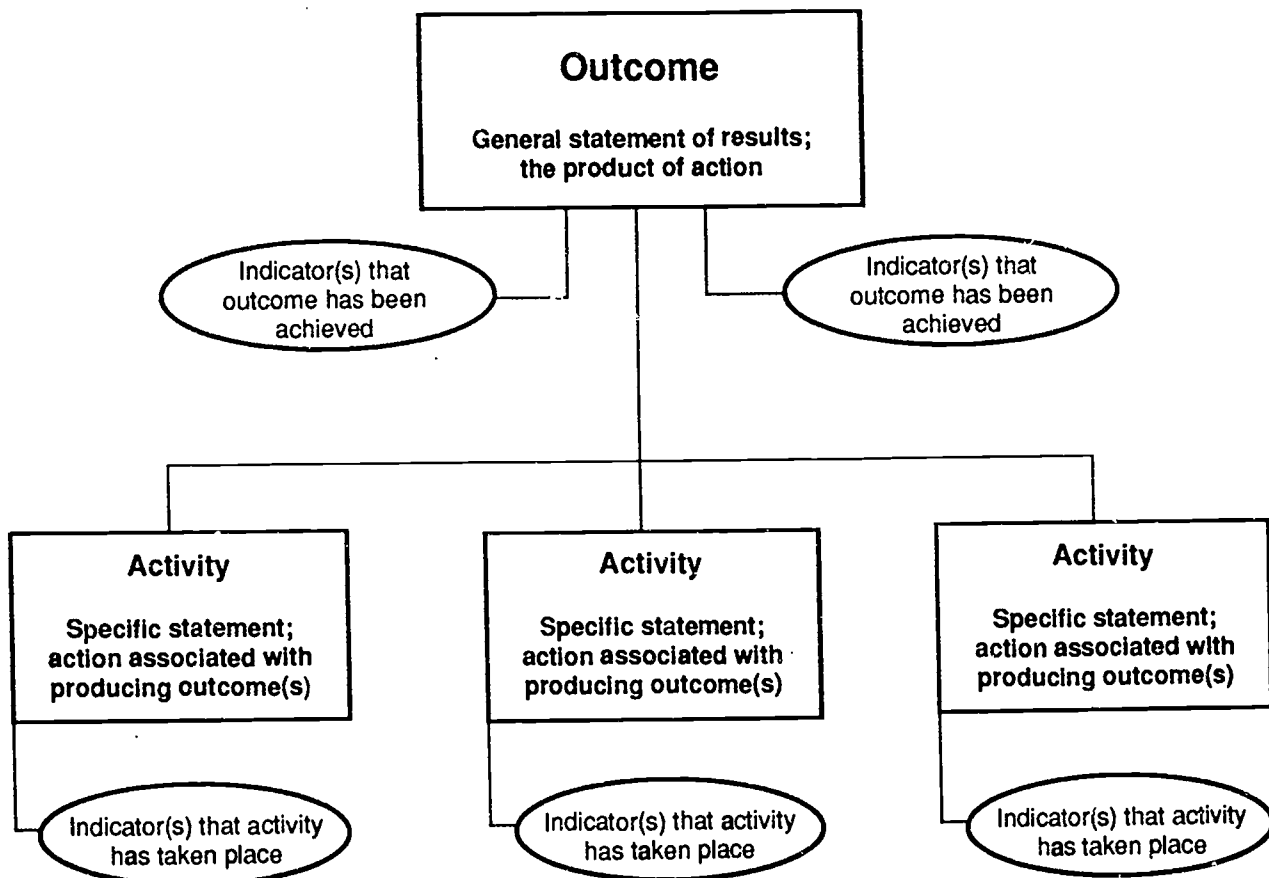 Outcome
General statement of results;
the product of action
Indicator(s) that
outcome has been
achieved
Indicator(s) that
outcome has been
achieved
Activity
Specific statement;
action associated with
producing outcome(s)
Activity
Specific statement;
action associated with
producing outcome(s)
Activity
Specific statement;
action associated with
producing outcome(s)
Indicator(s) that activity
has taken place
Indicator(s) that activity
has taken place
Indicator(s) that activity
has taken place